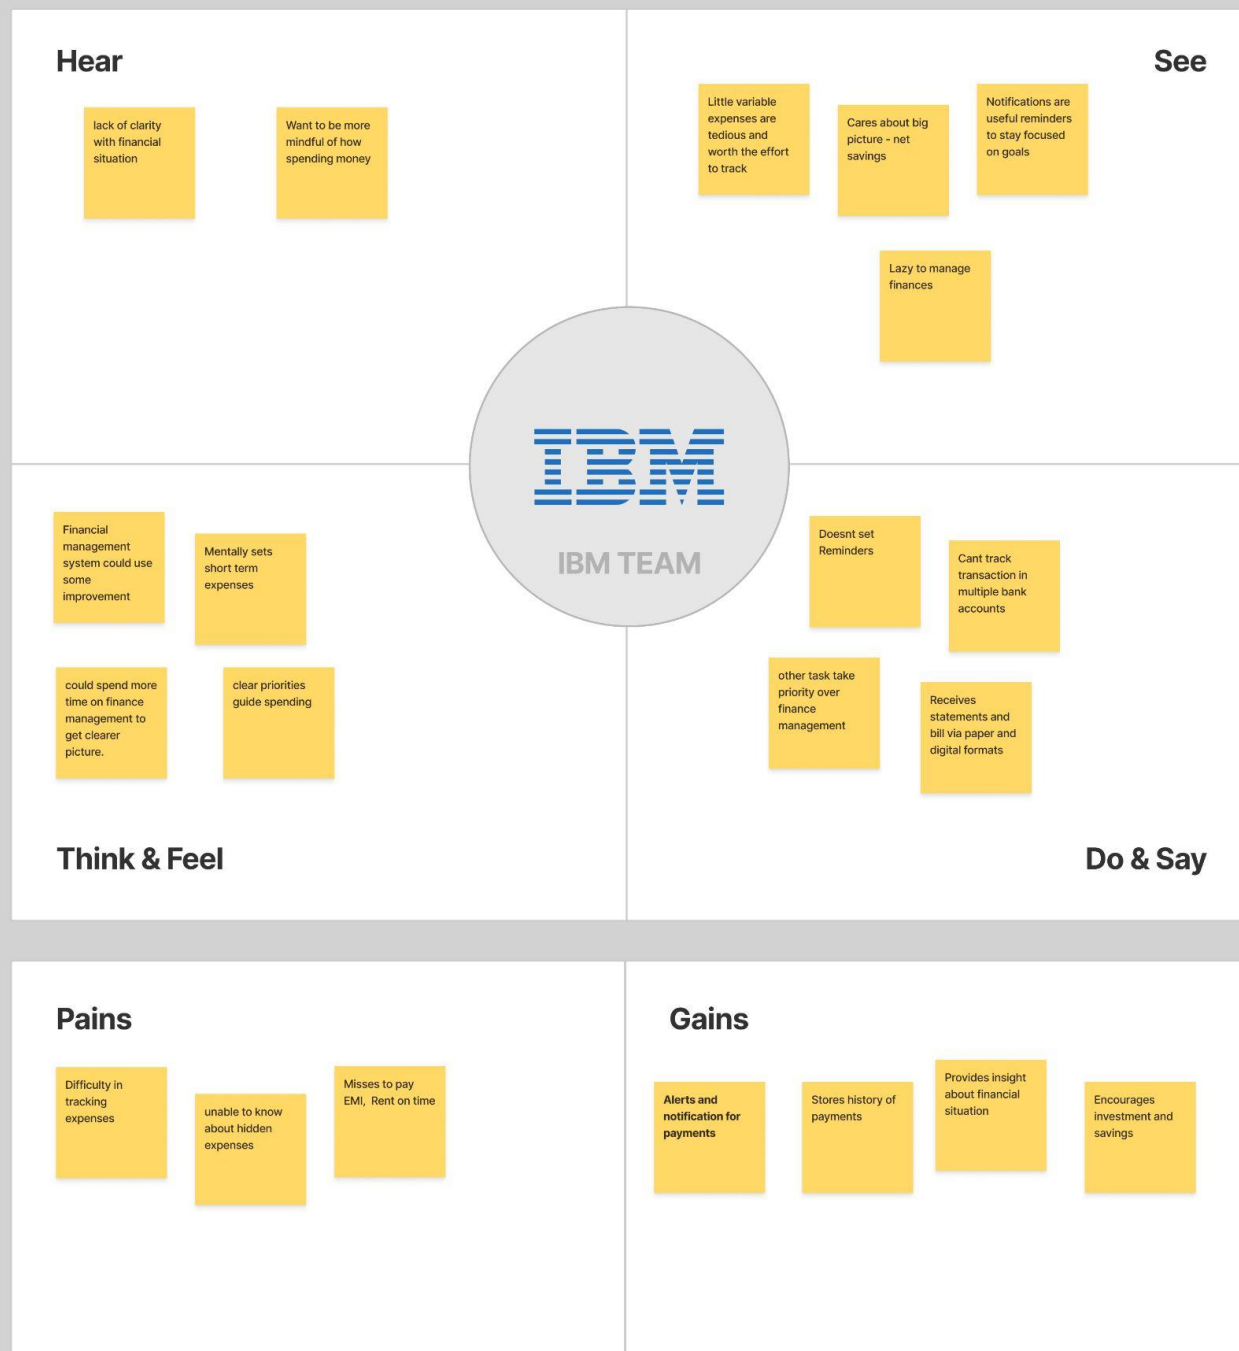 Hear
lack of clarity
with financial
situation
Want to be more
mindful of how
spending money
See
Little variable
expenses are
tedious and
worth the effort
to track
Cares about big
picture - net
savings
Notifications are
useful reminders
to stay focused
on goals
Lazy to manage
finances
IBM
IBM TEAM
Financial
management
system could use
some
improvement
Mentally sets
short term
expenses
could spend more
time on finance
management to
get clearer
picture.
clear priorities
guide spending
Think & Feel
Doesnt set
Reminders
Cant track
transaction in
multiple bank
accounts
other task take
priority over
finance
management
Receives
statements and
bill via paper and
digital formats
Do & Say
Pains
Difficulty in
tracking
expenses
unable to know
about hidden
expenses
Misses to pay
EMI, Rent on time
Gains
Alerts and
notification for
payments
Stores history of
payments
Provides insight
about financial
situation
Encourages
investment and
savings